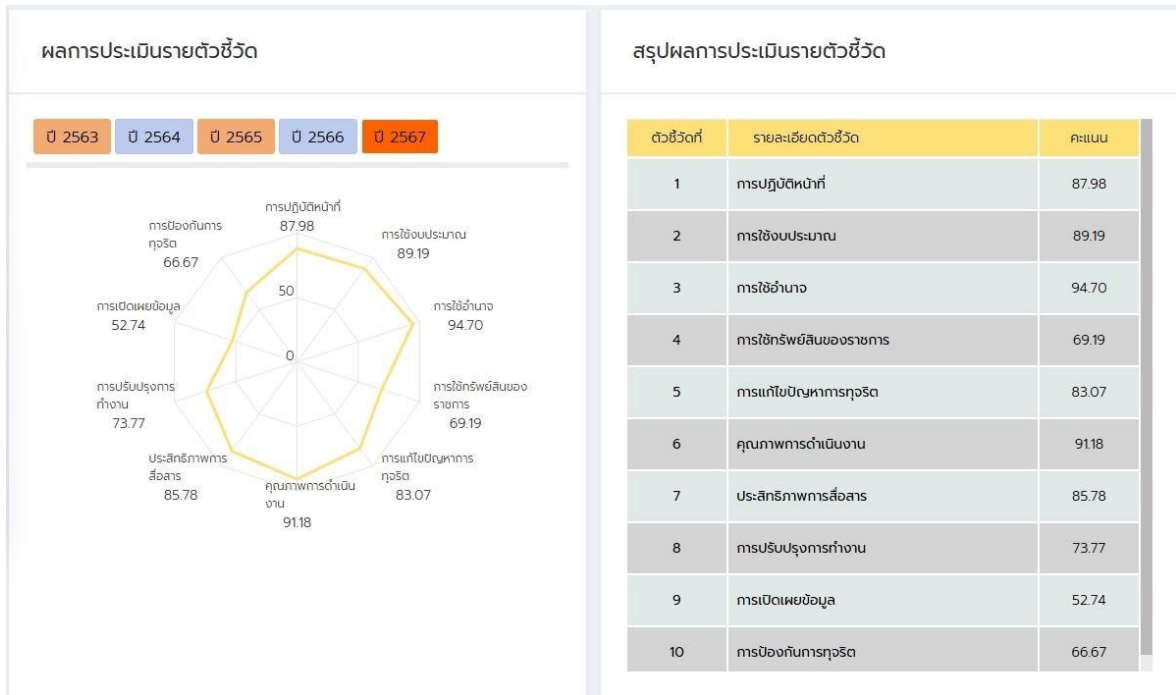 ผลการประเมินรายตัวชี้วัด
ปี 2563 ปี 2564 ปี 2565 ปี 2566 ปี 2567
การปฏิบัติหน้าที่
87.98
การใช้งบประมาณ
89.19
การใช้อำนาจ
94.70
การใช้ทรัพย์สินของ
ราชการ
69.19
การแก้ไขปัญหาการ
ทุจริต
83.07
คุณภาพการดำเนิน
งาน
91.18
ประสิทธิภาพการ
สื่อสาร
85.78
การปรับปรุงการ
ทำงาน
73.77
การเปิดเผยข้อมูล
52.74
การป้องกันการ
ทุจริต
66.67
50
0
สรุปผลการประเมินรายตัวชี้วัด
ตัวชี้วัดที่ รายละเอียดตัวชี้วัด คะแนน
1 การปฏิบัติหน้าที่ 87.98
2 การใช้งบประมาณ 89.19
3 การใช้อำนาจ 94.70
4 การใช้ทรัพย์สินของราชการ 69.19
5 การแก้ไขปัญหาการทุจริต 83.07
6 คุณภาพการดำเนินงาน 91.18
7 ประสิทธิภาพการสื่อสาร 85.78
8 การปรับปรุงการทำงาน 73.77
9 การเปิดเผยข้อมูล 52.74
10 การป้องกันการทุจริต 66.67